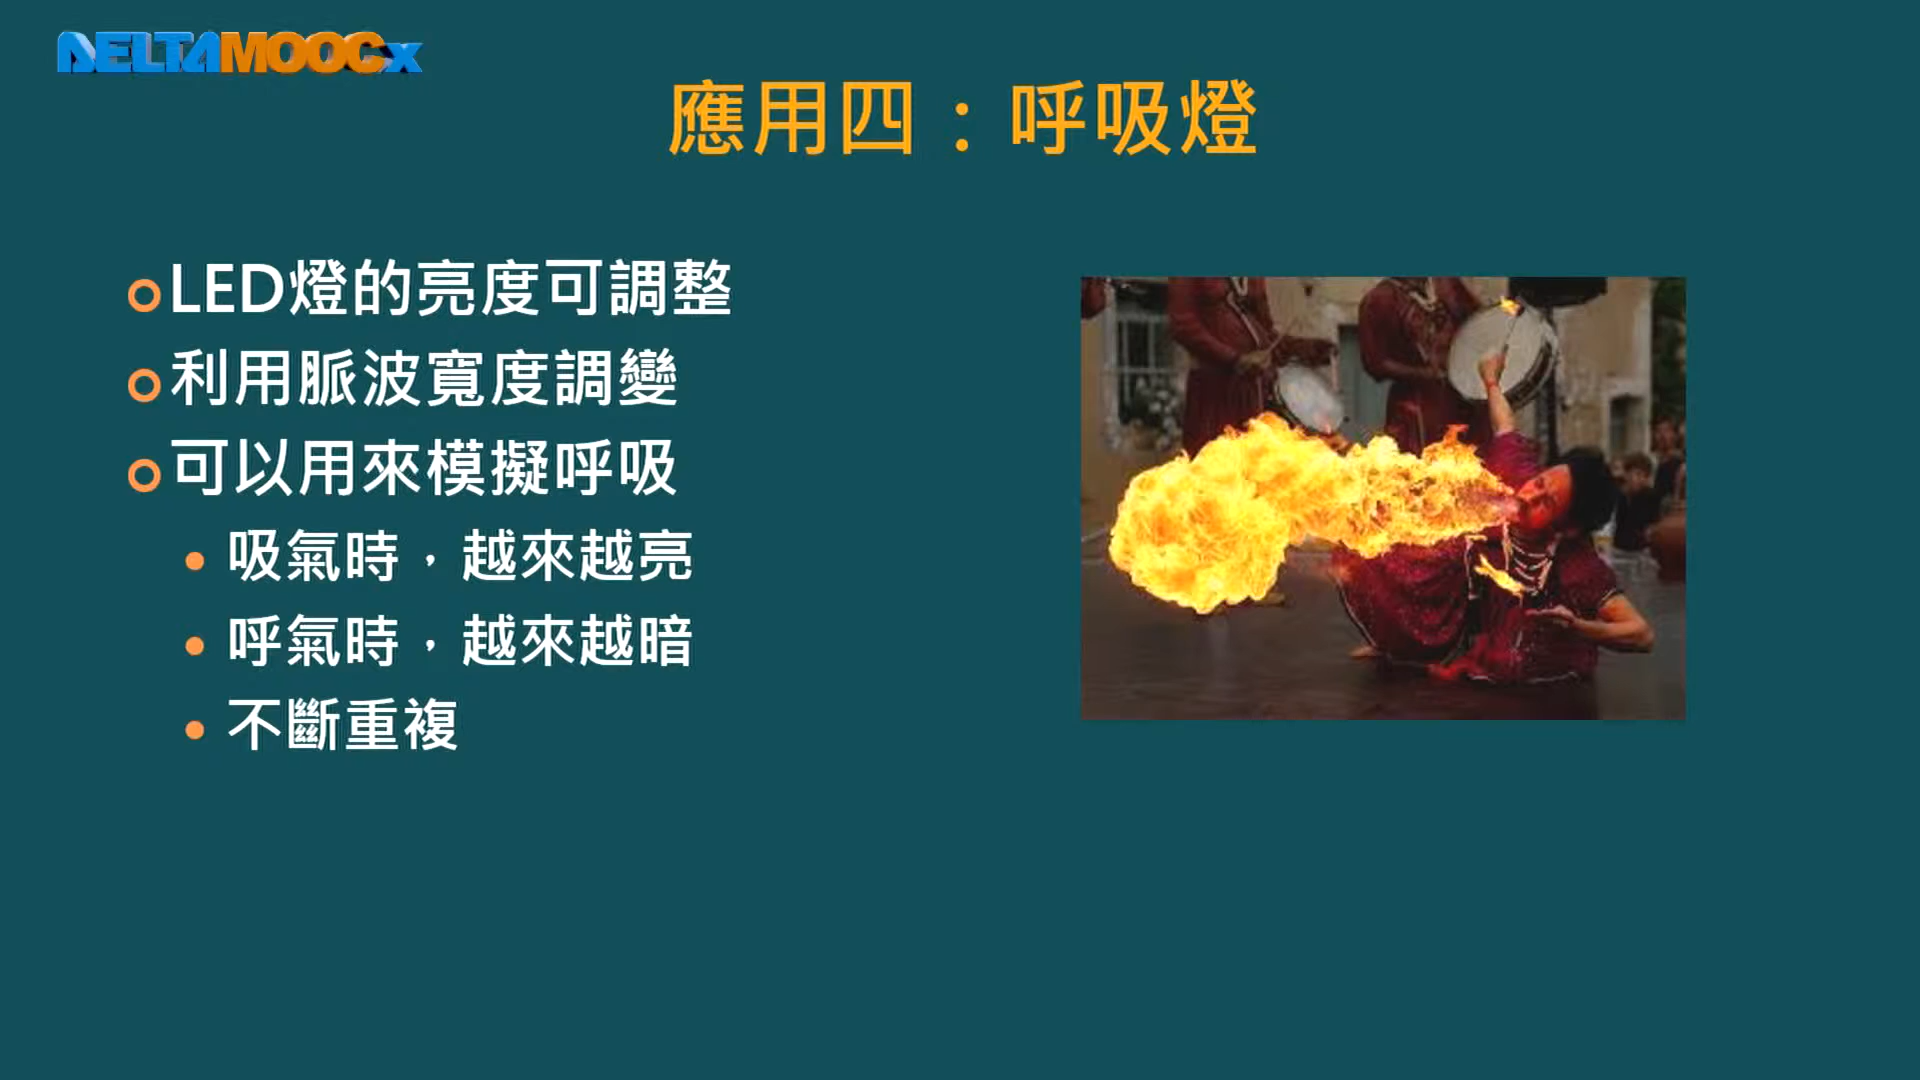 DELTAMOOCx
應用四：呼吸燈
LED燈的亮度可調整
利用脈波寬度調變
可以用來模擬呼吸
吸氣時，越來越亮
呼氣時，越來越暗
不斷重複